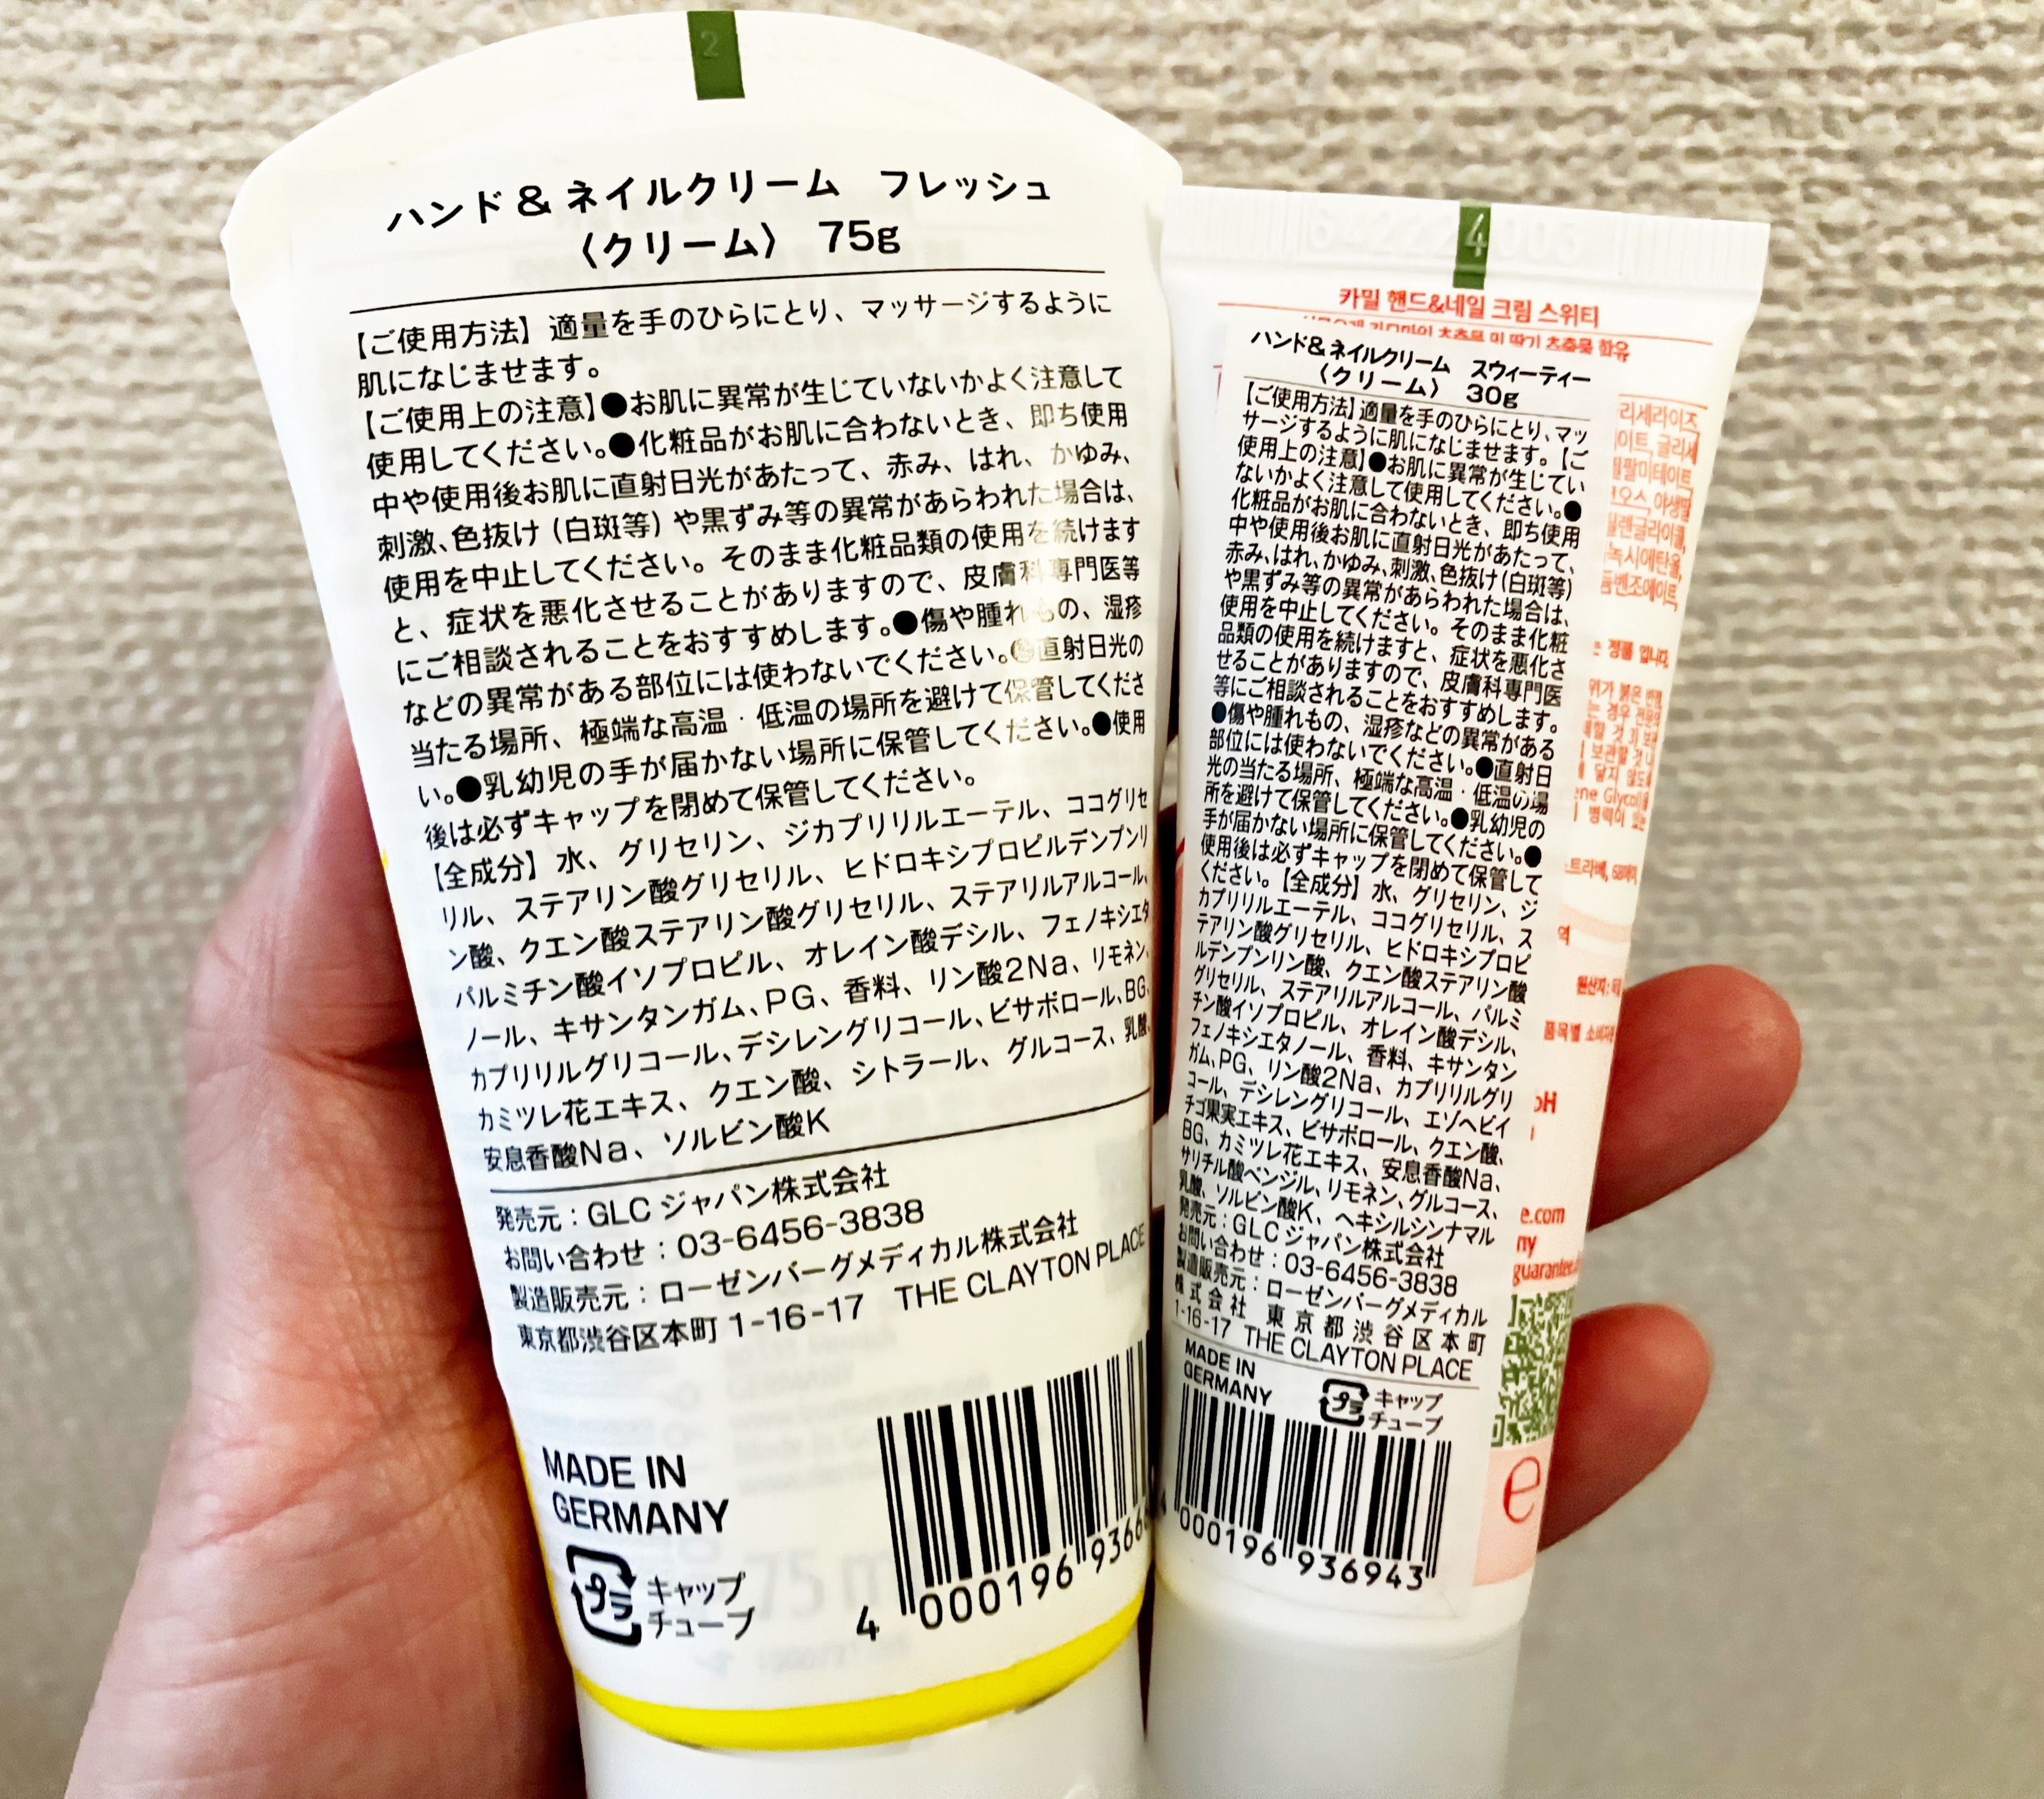 2
ハンド&ネイルクリーム フレッシュ
〈クリーム〉 75g
【ご使用方法】適量を手のひらにとり、マッサージするように
肌になじませます。
【ご使用上の注意】●お肌に異常が生じていないかよく注意して
使用してください。●化粧品がお肌に合わないとき、即ち使用
中や使用後お肌に直射日光があたって、赤み、はれ、かゆみ、
刺激、色抜け(白斑等)や黒ずみ等の異常があらわれた場合は、
使用を中止してください。そのまま化粧品類の使用を続けます
と、症状を悪化させることがありますので、皮膚科専門医等
にご相談されることをおすすめします。●傷や腫れもの、湿疹
などの異常がある部位には使わないでください。●直射日光の
当たる場所、極端な高温・低温の場所を避けて保管してくださ
い。●乳幼児の手が届かない場所に保管してください。●使用
後は必ずキャップを閉めて保管してください。
【全成分】水、グリセリン、ジカプリリルエーテル、ココグリセ
リル、ステアリン酸グリセリル、ヒドロキシプロピルデンプンリ
ン酸、クエン酸ステアリン酸グリセリル、ステアリルアルコール、
パルミチン酸イソプロピル、オレイン酸デシル、フェノキシエタ
ノール、キサンタンガム、PG、香料、リン酸2Na、リモネン、
カプリリルグリコール、デシレングリコール、ビサボロール、BG、
カミツレ花エキス、クエン酸、シトラール、グルコース、乳酸、
安息香酸Na、ソルビン酸K
発売元:GLCジャパン株式会社
お問い合わせ:03-6456-3838
製造販売元:ローゼンバーグメディカル株式会社
東京都渋谷区本町 1-16-17 THE CLAYTON PLACE
MADE IN
GERMANY
プラ
キャップ
チューブ
4 000196 9366
4
카밀 핸드&네일 크림 스위티
ハンド&ネイルクリーム スウィーティー
〈クリーム〉 30g
【ご使用方法】適量を手のひらにとり、マッ
サージするように肌になじませます。【ご
使用上の注意】●お肌に異常が生じてい
ないかよく注意して使用してください。●
化粧品がお肌に合わないとき、即ち使用
中や使用後お肌に直射日光があたって、
赤み、はれ、かゆみ、刺激、色抜け(白斑等)
や黒ずみ等の異常があらわれた場合は、
使用を中止してください。そのまま化粧
品類の使用を続けますと、症状を悪化さ
せることがありますので、皮膚科専門医
等にご相談されることをおすすめします。
●傷や腫れもの、湿疹などの異常がある
部位には使わないでください。●直射日
光の当たる場所、極端な高温・低温の場
所を避けて保管してください。●乳幼児の
手が届かない場所に保管してください。●
使用後は必ずキャップを閉めて保管して
ください。【全成分】水、グリセリン、ジ
カプリリルエーテル、ココグリセリル、ス
テアリン酸グリセリル、ヒドロキシプロピ
ルデンプンリン酸、クエン酸ステアリン酸
グリセリル、ステアリルアルコール、パルミ
チン酸イソプロピル、オレイン酸デシル、
フェノキシエタノール、香料、キサンタン
ガム、PG、リン酸2Na、カプリリルグリ
コール、デシレングリコール、エゾヘビイ
チゴ果実エキス、ビサボロール、クエン酸、
BG、カミツレ花エキス、安息香酸Na、
サリチル酸ベンジル、リモネン、グルコース、
乳酸、ソルビン酸K、ヘキシルシンナマル
発売元:GLCジャパン株式会社
お問い合わせ:03-6456-3838
製造販売元:ローゼンバーグメディカル
株式会社 東京都渋谷区本町
1-16-17 THE CLAYTON PLACE
MADE IN
GERMANY
プラ
キャップ
チューブ
000196 936943
e